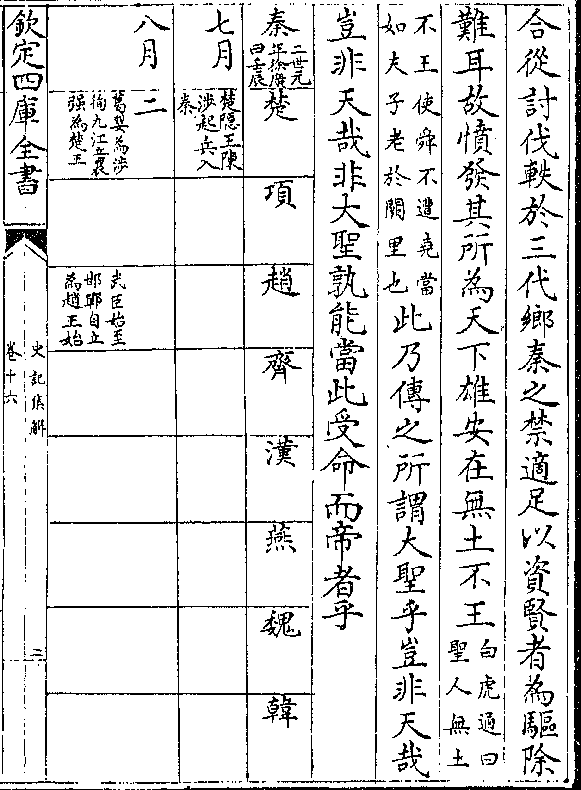 合從討伐軼於三代鄉秦之禁適足以資賢者為驅除
難耳故憤發其所為天下雄安在無土不王白虎通曰聖人無土
不王使舜不遭堯當如夫子老於闕里也此乃傳之所謂大聖乎豈非天哉
豈非天哉非大聖孰能當此受命而帝者乎
秦二世元年徐廣曰壬辰 楚 項 趙 齊 漢 燕 魏 韓
七月 楚隱王陳涉起兵入秦
八月 二 葛嬰為涉徇九江立襄彊為楚王 武臣始至邯鄲自立為趙王始
欽定四庫全書
史記集解
卷十六
二